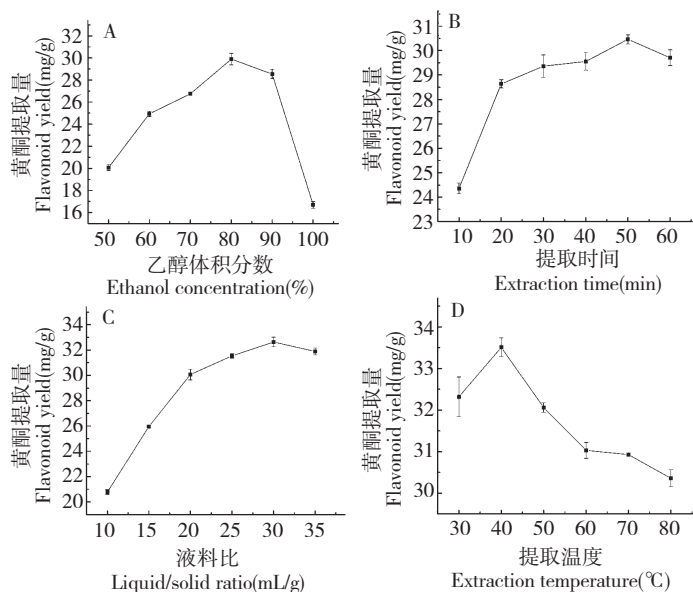 A
32
30
28
26
24
22
20
18
16
黄酮提取量
Flavonoid yield(mg/g)
50 60 70 80 90 100
乙醇体积分数
Ethanol concentration(%)
B
31
30
29
28
27
26
25
24
23
黄酮提取量
Flavonoid yield(mg/g)
10 20 30 40 50 60
提取时间
Extraction time(min)
C
34
32
30
28
26
24
22
20
黄酮提取量
Flavonoid yield(mg/g)
10 15 20 25 30 35
液料比
Liquid/solid ratio(mL/g)
D
34
33
32
31
30
黄酮提取量
Flavonoid yield(mg/g)
30 40 50 60 70 80
提取温度
Extraction temperature(℃)